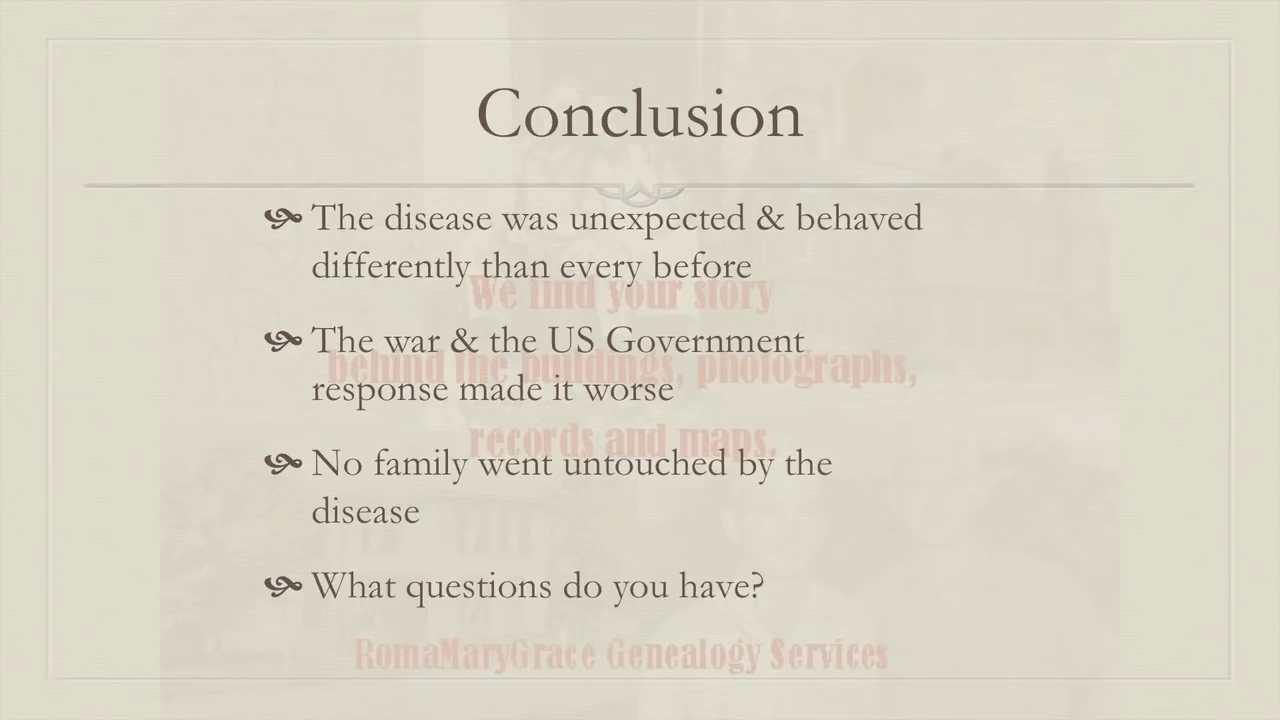 Conclusion
The disease was unexpected & behaved
differently than every before
We find your story
The war & the US Government
behind the buildings, photographs,
response made it worse
records and maps.
No family went untouched by the
disease
What questions do you have?
RomaMaryGrace Genealogy Services